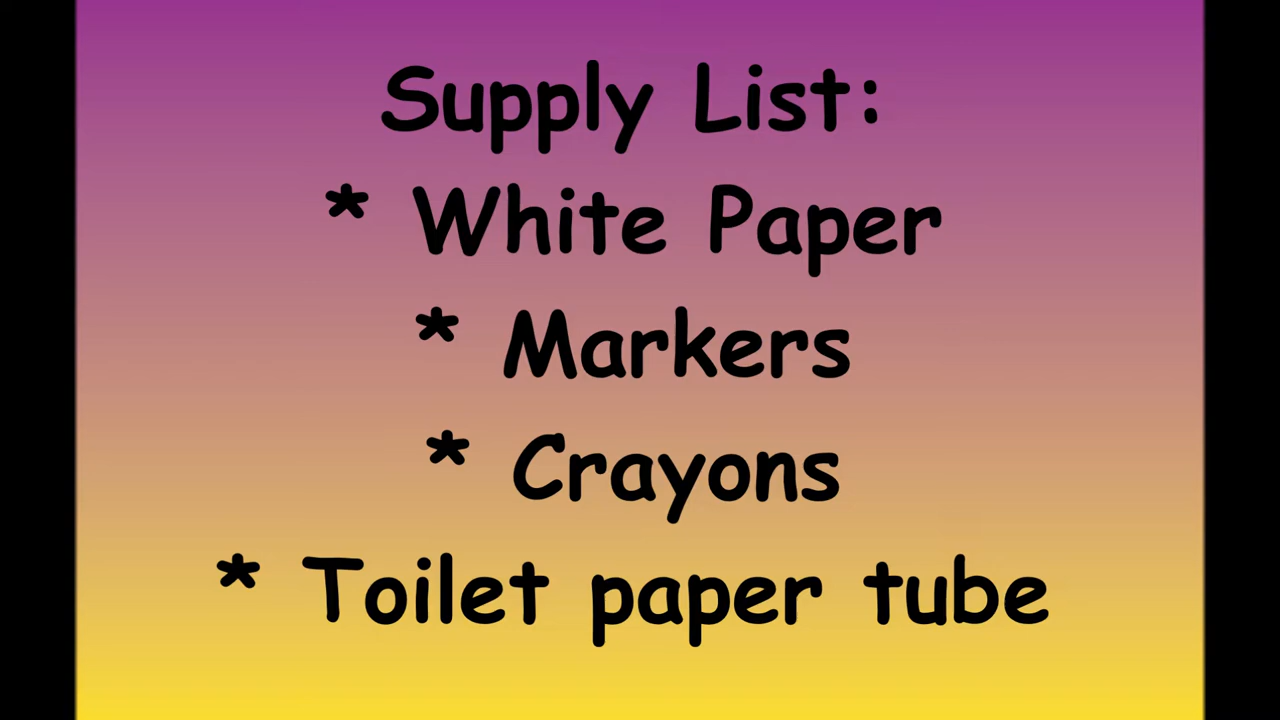 Supply List:
* White Paper
* Markers
* Crayons
* Toilet paper tube